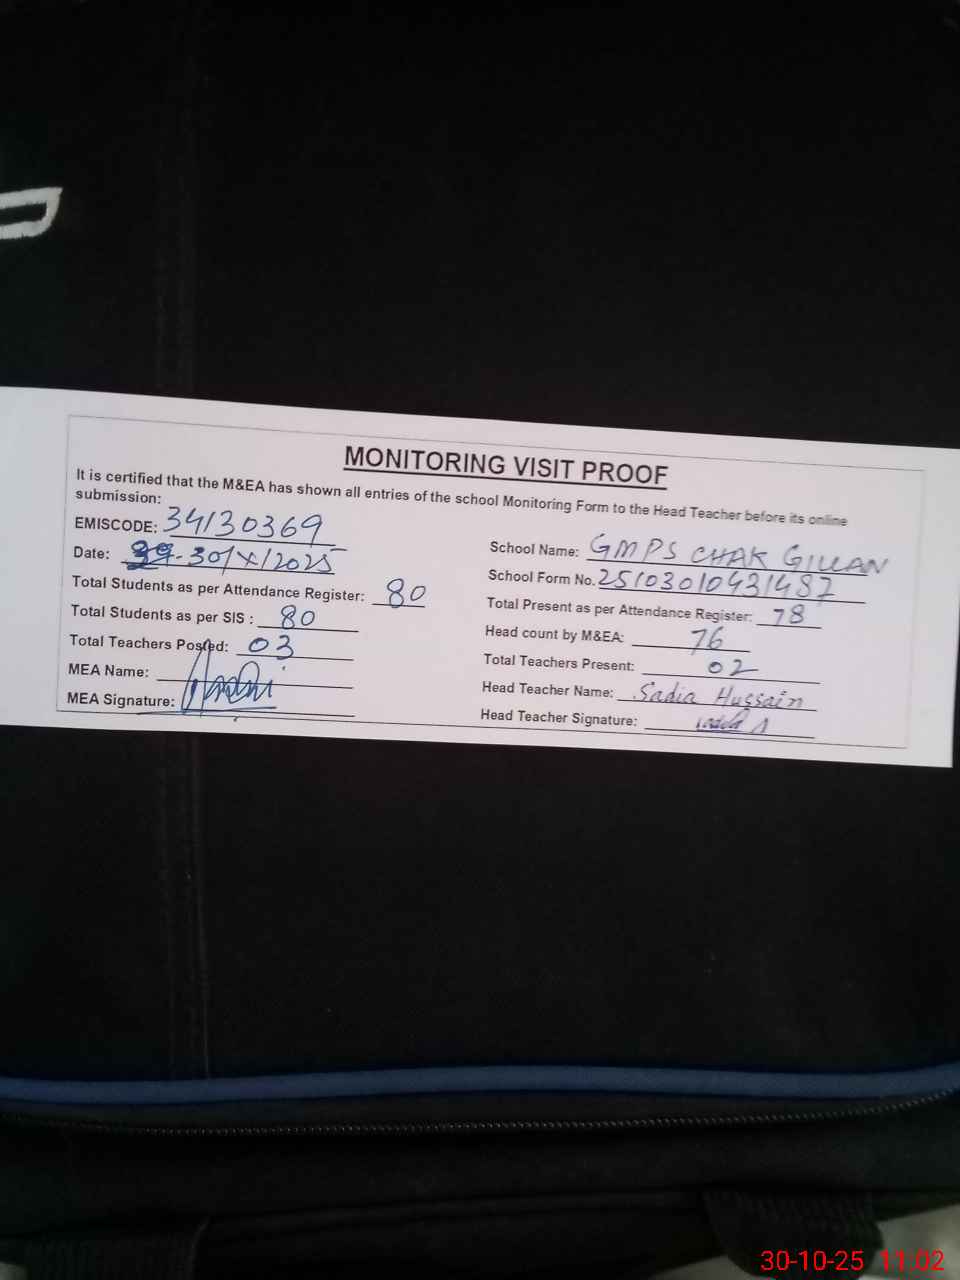 MONITORING VISIT PROOF
It is certified that the M&EA has shown all entries of the school Monitoring Form to the Head Teacher before its online
submission:
EMISCODE: 34130369
Date: 30/X/2025
Total Students as per Attendance Register: 80
Total Students as per SIS : 80
Total Teachers Posted: 03
MEA Name:
MEA Signature:
School Name: GMPS CHAK GILLAN
School Form No. 25103010431487
Total Present as per Attendance Register: 78
Head count by M&EA: 76
Total Teachers Present: 02
Head Teacher Name: Sadia Hussain
Head Teacher Signature:
30-10-25 11:02